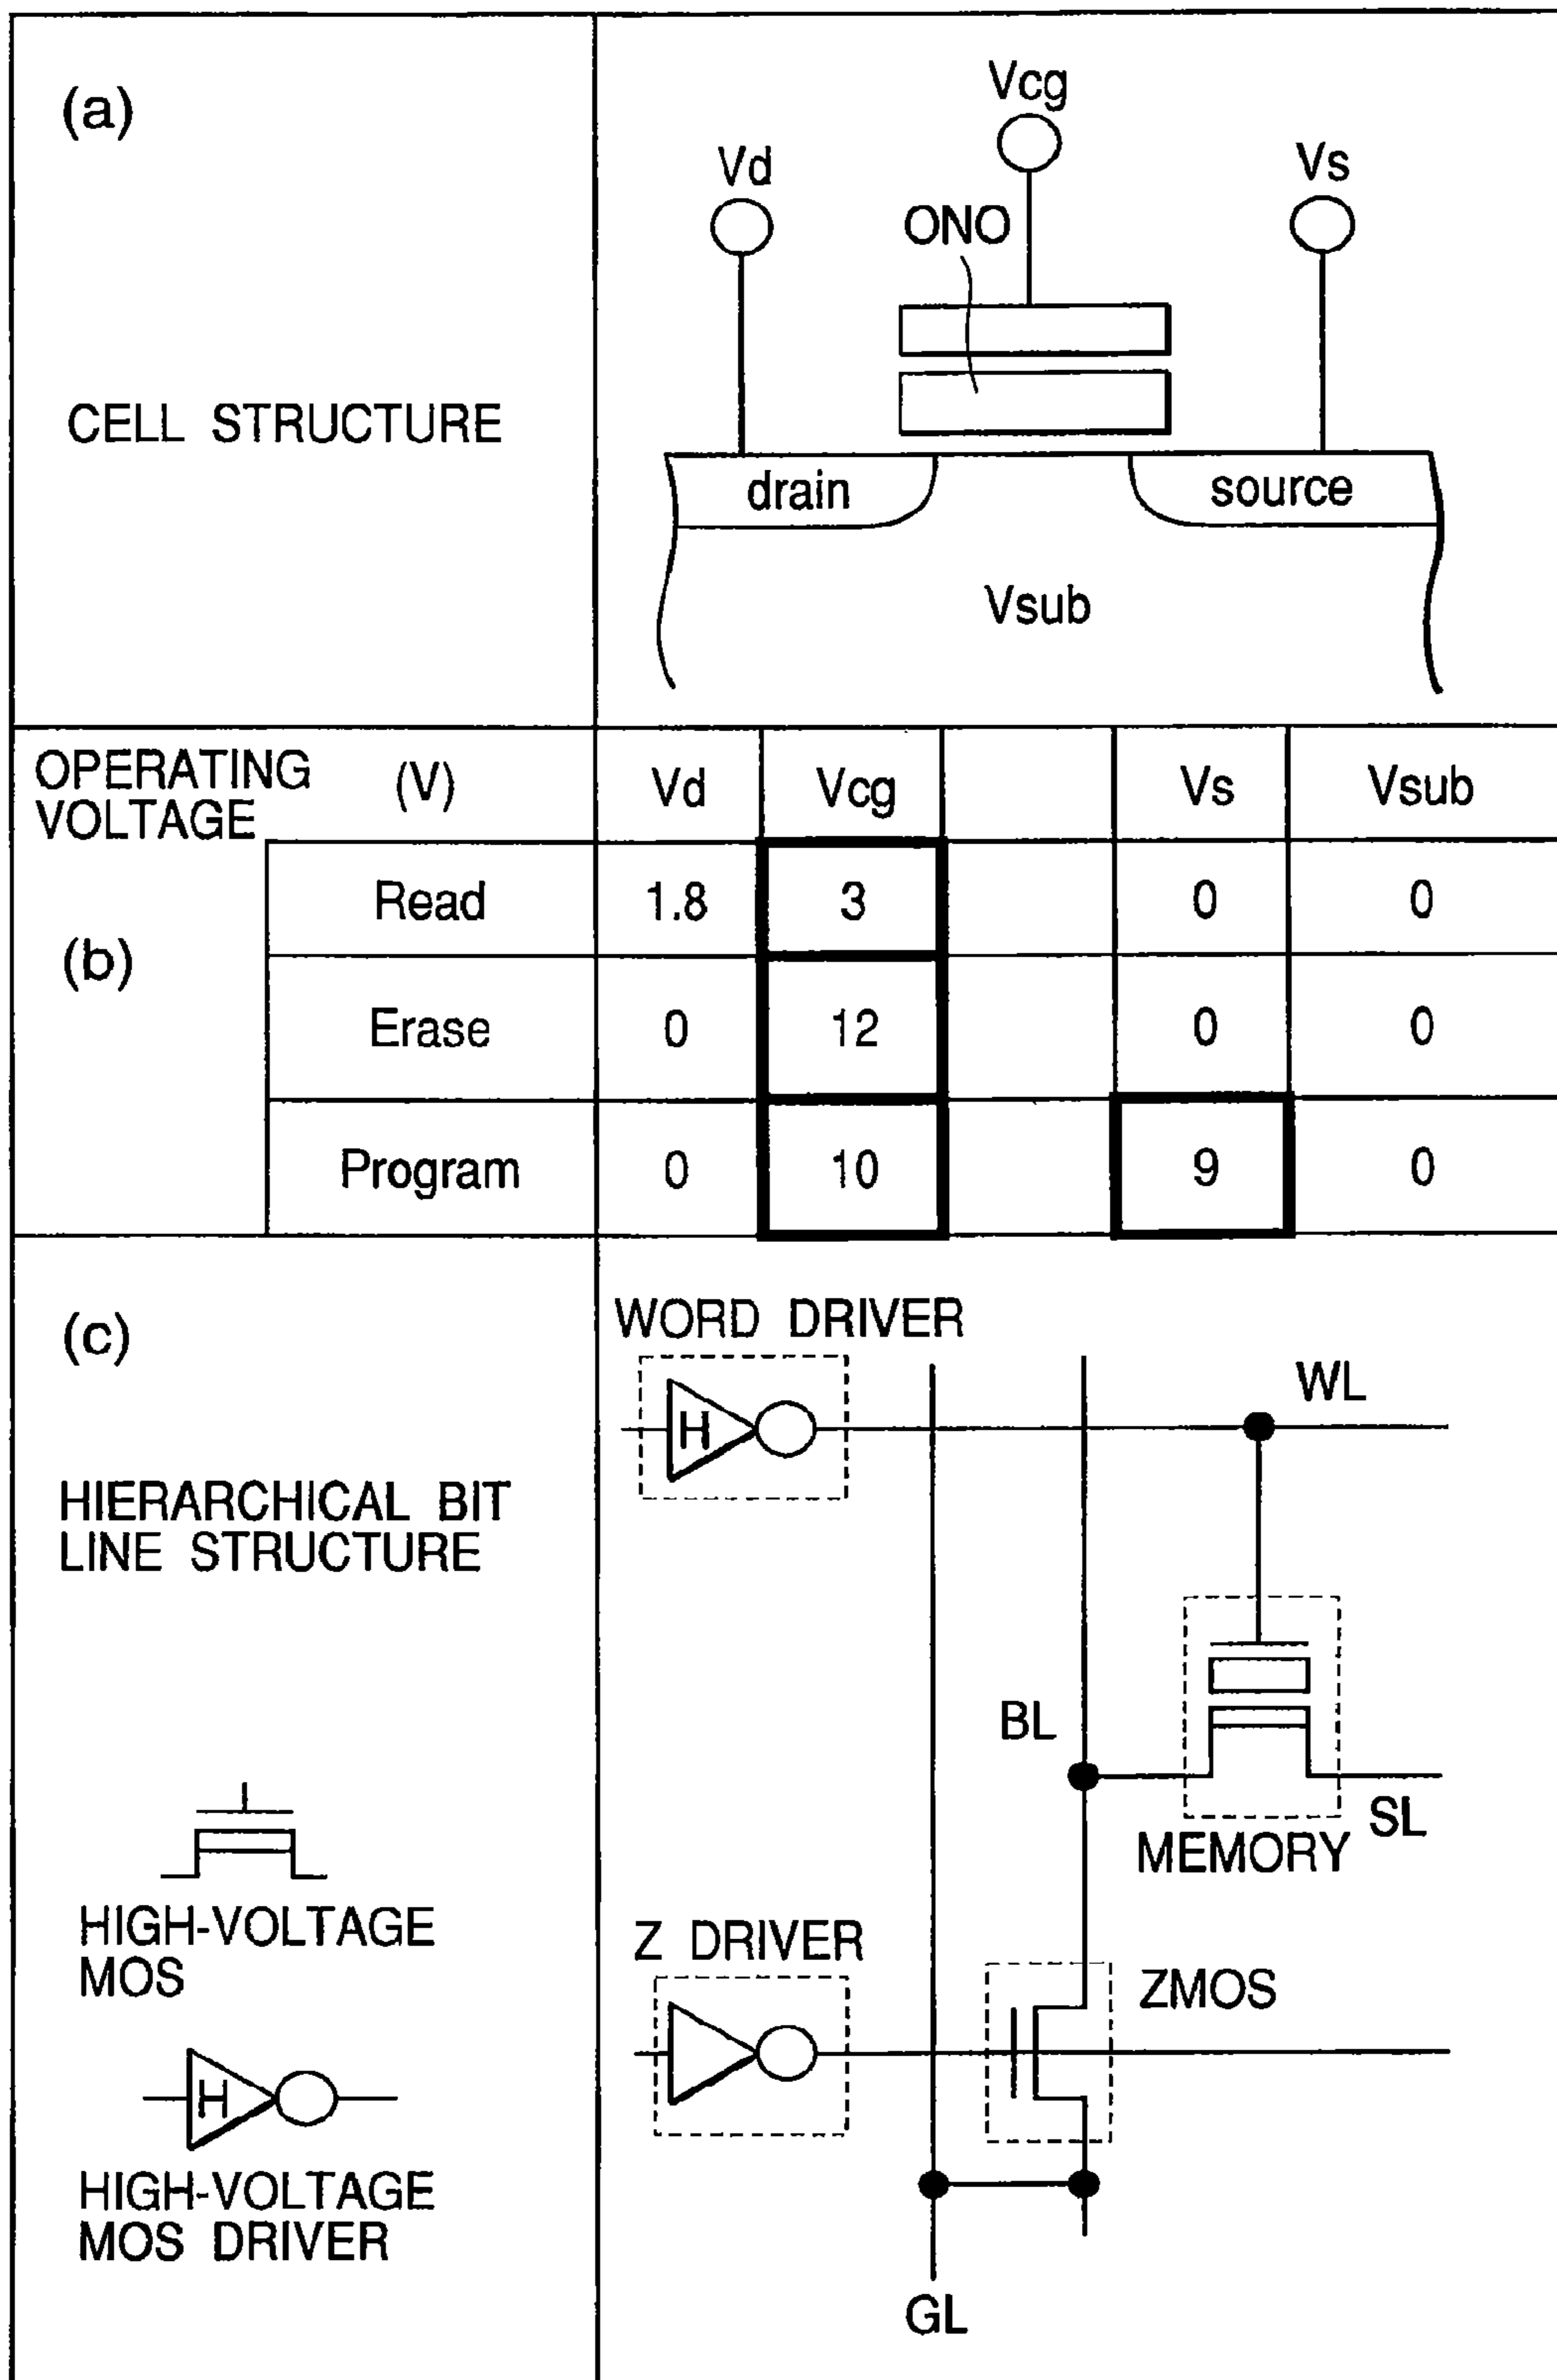 (a)
CELL STRUCTURE
Vcg
Vd
Vs
ONO
drain
source
Vsub
OPERATING
VOLTAGE
(V) Vd Vcg Vs Vsub
(b)
Read 1.8 3 0 0
Erase 0 12 0 0
Program 0 10 9 0
(c)
HIERARCHICAL BIT
LINE STRUCTURE
HIGH-VOLTAGE
MOS
H
HIGH-VOLTAGE
MOS DRIVER
WORD DRIVER
H
WL
BL
SL
MEMORY
Z DRIVER
ZMOS
GL